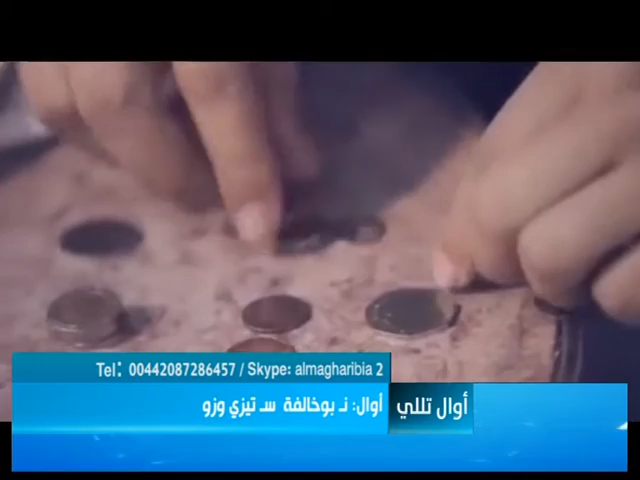 Tel: 00442087286457 / Skype: almagharibia 2
أوال تللي
أوال: نـ بوخالفة سـ تيزي وزو